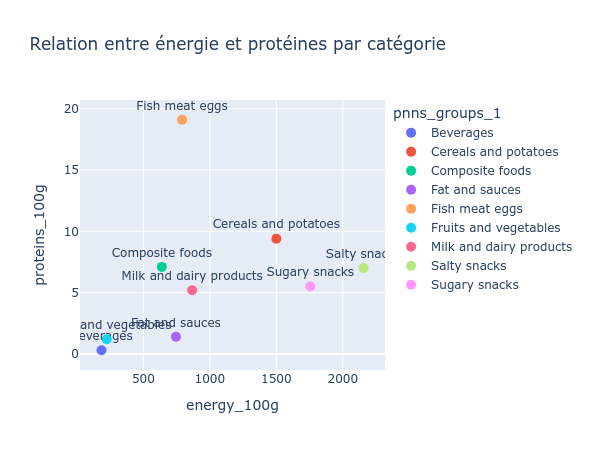 Relation entre énergie et protéines par catégorie
pnns_groups_1
Beverages
Cereals and potatoes
Composite foods
Fat and sauces
Fish meat eggs
Fruits and vegetables
Milk and dairy products
Salty snacks
Sugary snacks
proteins_100g
20
15
10
5
0
Fish meat eggs
Cereals and potatoes
Composite foods
Salty snac
Milk and dairy products
Sugary snacks
and vegetables
Fat and sauces
everages
500
1000
1500
2000
energy_100g